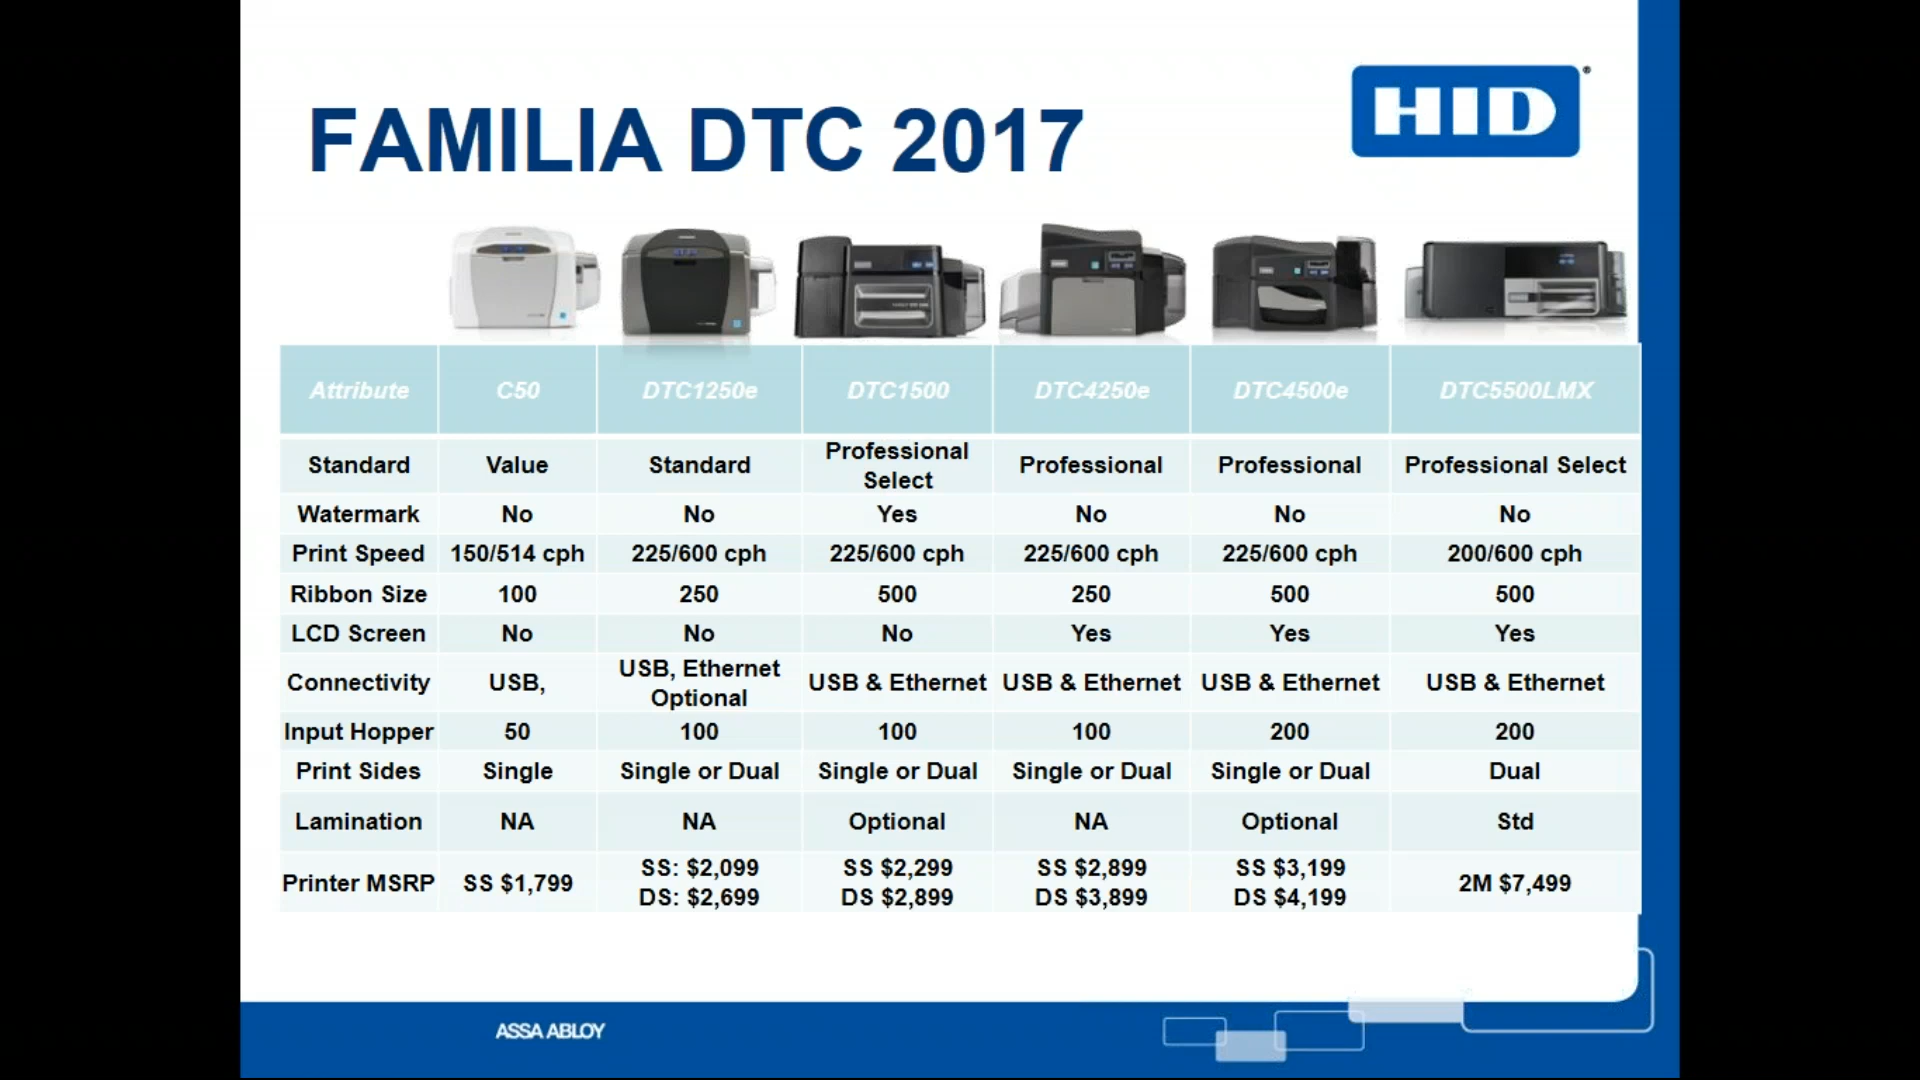 FAMILIA DTC 2017
HID®
Attribute C50 DTC1250e DTC1500 DTC4250e DTC4500e DTC5500LMX
Standard Value Standard Professional Select Professional Professional Professional Select
Watermark No No Yes No No No
Print Speed 150/514 cph 225/600 cph 225/600 cph 225/600 cph 225/600 cph 200/600 cph
Ribbon Size 100 250 500 250 500 500
LCD Screen No No No Yes Yes Yes
Connectivity USB, USB, Ethernet Optional USB & Ethernet USB & Ethernet USB & Ethernet USB & Ethernet
Input Hopper 50 100 100 100 200 200
Print Sides Single Single or Dual Single or Dual Single or Dual Single or Dual Dual
Lamination NA NA Optional NA Optional Std
Printer MSRP SS $1,799 SS: $2,099 DS: $2,699 SS $2,299 DS $2,899 SS $2,899 DS $3,899 SS $3,199 DS $4,199 2M $7,499
ASSA ABLOY